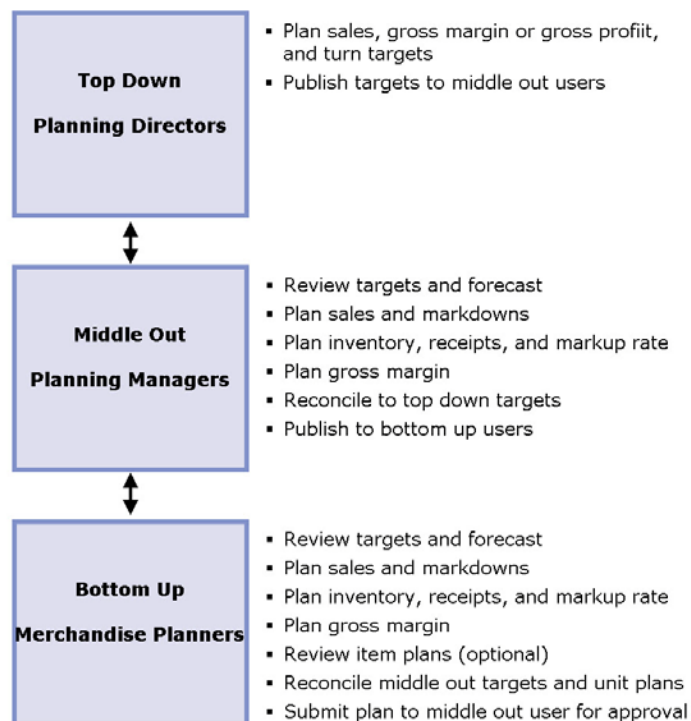 Top Down
Planning Directors
▪ Plan sales, gross margin or gross profiit,
and turn targets
▪ Publish targets to middle out users
Middle Out
Planning Managers
▪ Review targets and forecast
▪ Plan sales and markdowns
▪ Plan inventory, receipts, and markup rate
▪ Plan gross margin
▪ Reconcile to top down targets
▪ Publish to bottom up users
Bottom Up
Merchandise Planners
▪ Review targets and forecast
▪ Plan sales and markdowns
▪ Plan inventory, receipts, and markup rate
▪ Plan gross margin
▪ Review item plans (optional)
▪ Reconcile middle out targets and unit plans
▪ Submit plan to middle out user for approval